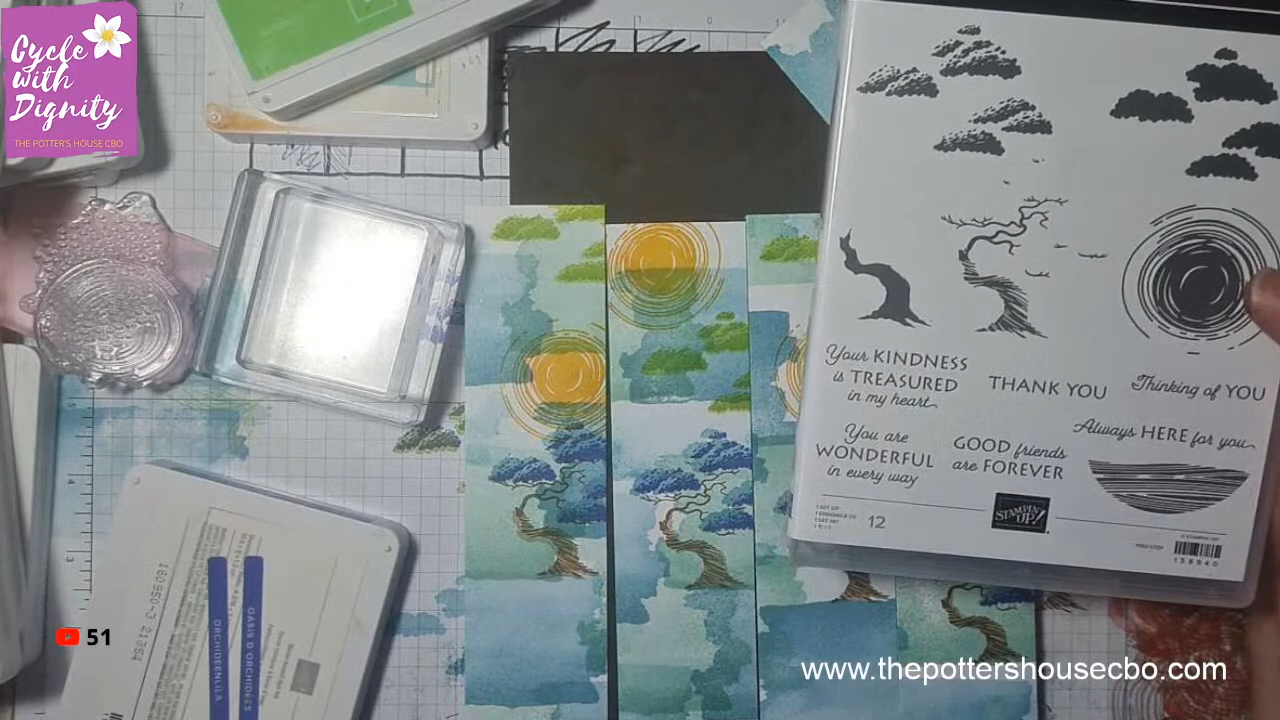 Cycle
with
Dignity
THE POTTER'S HOUSE CBO
Your KINDNESS
is TREASURED
in my heart
THANK YOU
Thinking of YOU
You are
WONDERFUL
in every way
GOOD friends
are FOREVER
Always HERE for you
12
STAMPIN' UP!
158940
ORCHIDEENLILA
OASIS D'ORCHIDÉES
51
www.thepottershousecbo.com